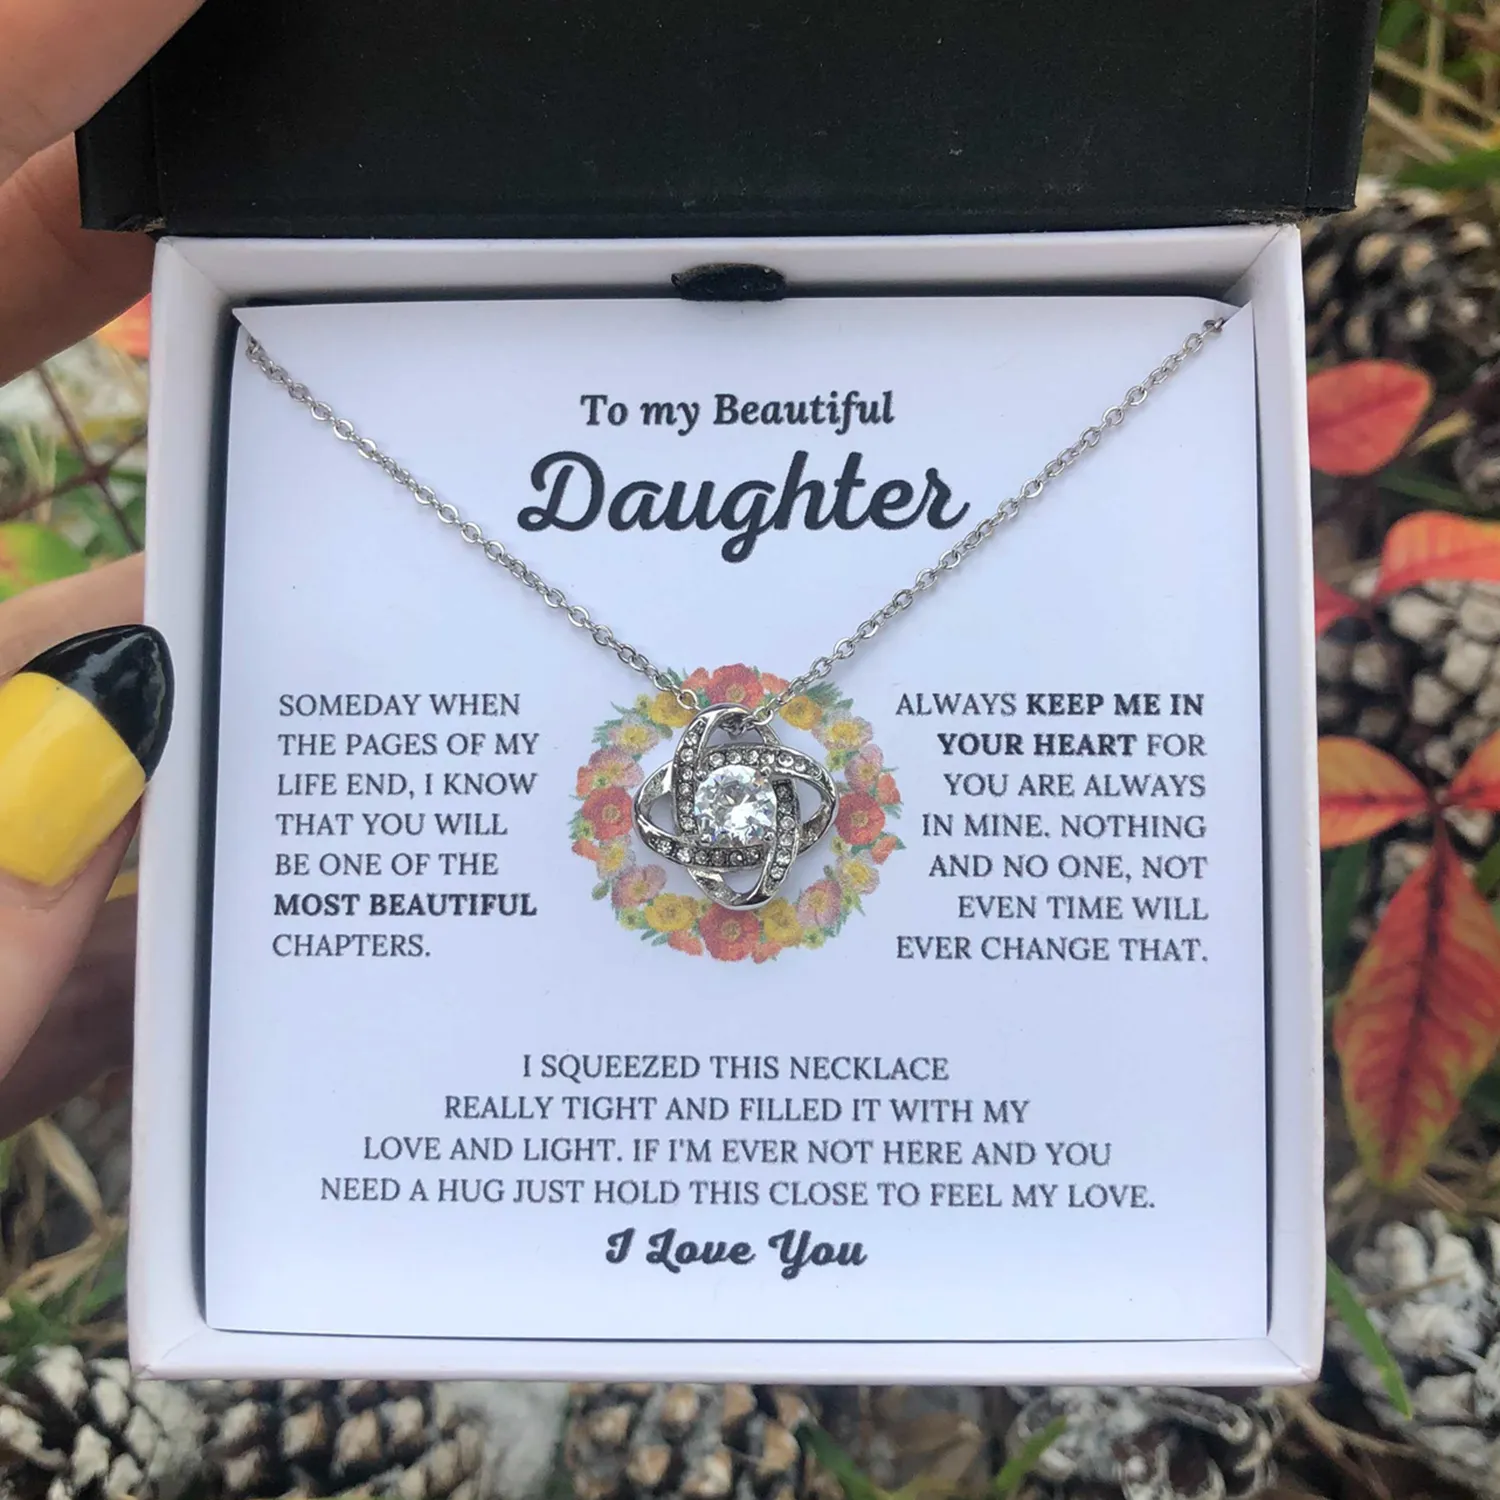 To my Beautiful
Daughter
SOMEDAY WHEN
THE PAGES OF MY
LIFE END, I KNOW
THAT YOU WILL
BE ONE OF THE
MOST BEAUTIFUL
CHAPTERS.
ALWAYS KEEP ME IN
YOUR HEART FOR
YOU ARE ALWAYS
IN MINE. NOTHING
AND NO ONE, NOT
EVEN TIME WILL
EVER CHANGE THAT.
I SQUEEZED THIS NECKLACE
REALLY TIGHT AND FILLED IT WITH MY
LOVE AND LIGHT. IF I'M EVER NOT HERE AND YOU
NEED A HUG JUST HOLD THIS CLOSE TO FEEL MY LOVE.
I Love You